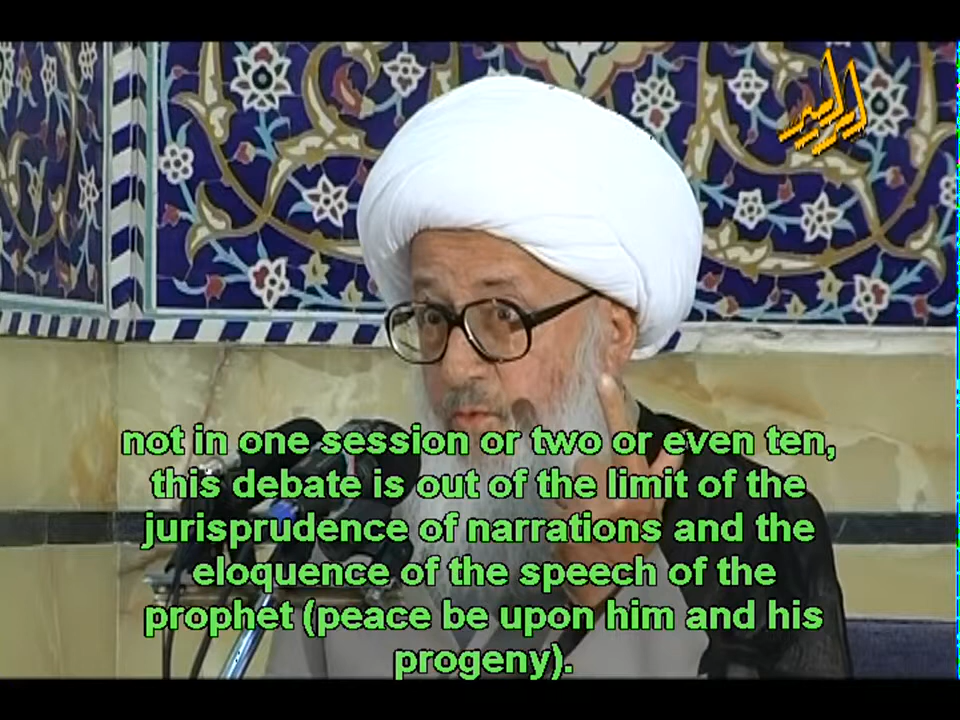 not in one session or two or even ten,
this debate is out of the limit of the
jurisprudence of narrations and the
eloquence of the speech of the
prophet (peace be upon him and his
progeny).